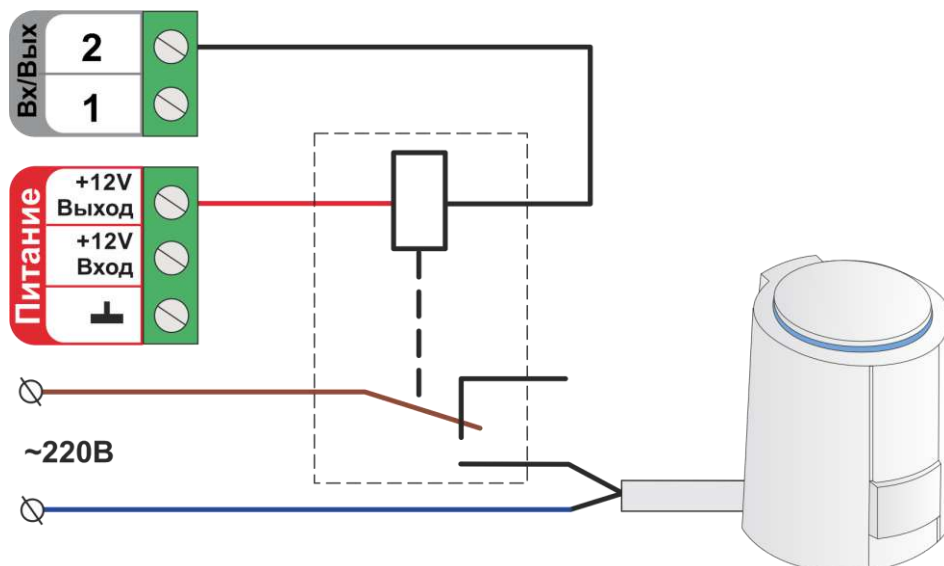 Вх/Вых
2
1
Питание
+12V
Выход
+12V
Вход
~220В